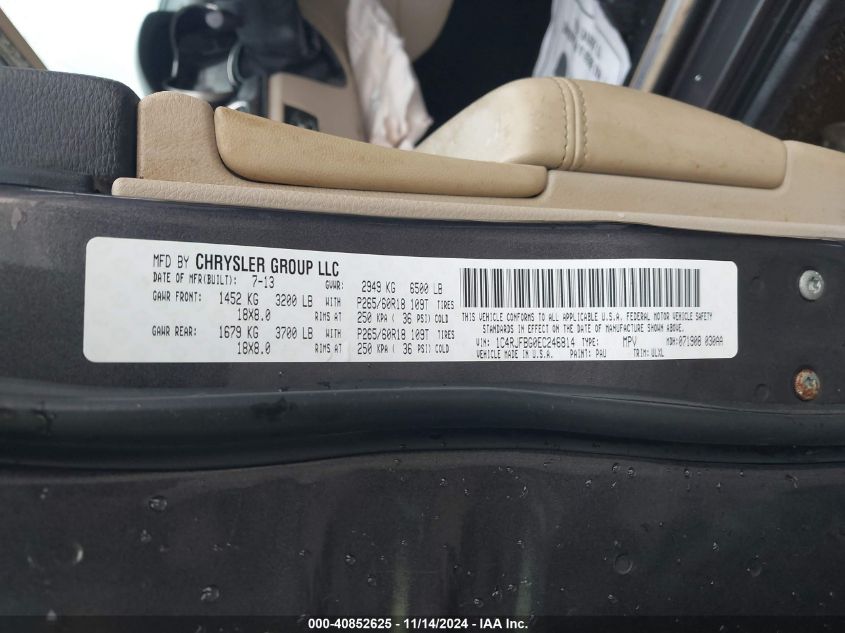 MFD BY CHRYSLER GROUP LLC
DATE OF MFR(BUILT): 7-13 GVWR: 2949 KG 6500 LB
GAWR FRONT: 1452 KG 3200 LB WITH P265/60R18 109T TIRES
18X8.0 RIMS AT 250 KPA ( 36 PSI) COLD
GAWR REAR: 1679 KG 3700 LB WITH P265/60R18 109T TIRES
18X8.0 RIMS AT 250 KPA ( 36 PSI) COLD
THIS VEHICLE CONFORMS TO ALL APPLICABLE U.S.A. FEDERAL MOTOR VEHICLE SAFETY
STANDARDS IN EFFECT ON THE DATE OF MANUFACTURE SHOWN ABOVE.
VIN: 1C4RJFBG0EC246814 TYPE: MPV MDH:071908 030AA
VEHICLE MADE IN U.S.A. PAINT: PAU TRIM: ULXL
000-40852625 - 11/14/2024 - IAA Inc.